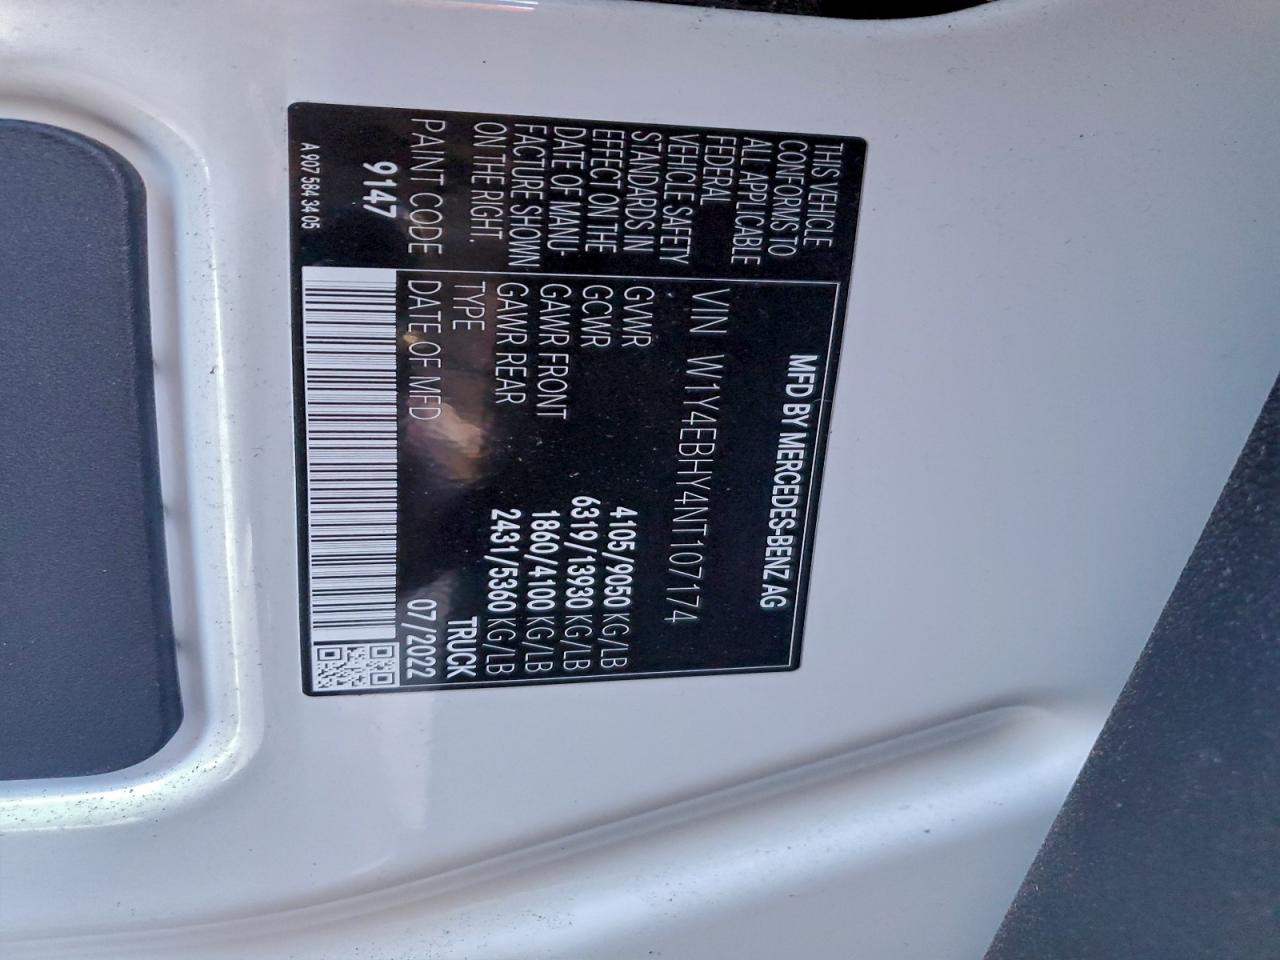 THIS VEHICLE
CONFORMS TO
ALL APPLICABLE
FEDERAL
VEHICLE SAFETY
STANDARDS IN
EFFECT ON THE
DATE OF MANU-
FACTURE SHOWN
ON THE RIGHT.
PAINT CODE
9147
A 907 584 34 05
MFD BY MERCEDES-BENZ AG
VIN W1Y4EBHY4NT107174
GVWR 4105/9050 KG/LB
GCWR 6319/13930 KG/LB
GAWR FRONT 1860/4100 KG/LB
GAWR REAR 2431/5360 KG/LB
TYPE TRUCK
DATE OF MFD 07/2022